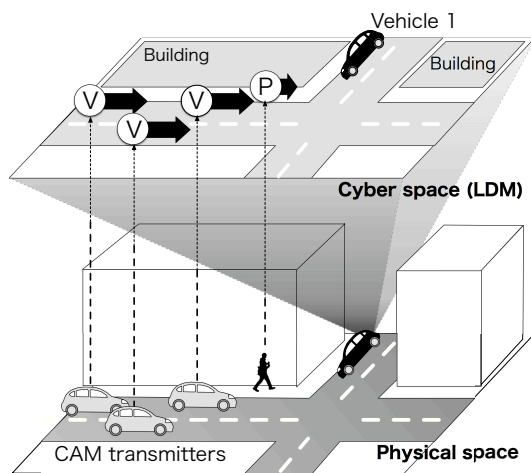 Vehicle 1
Building
Building
V
V
P
V
Cyber space (LDM)
CAM transmitters
Physical space